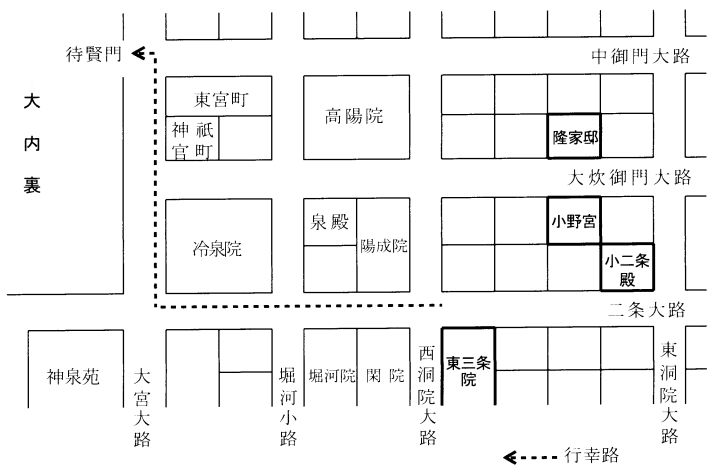 待賢門
中御門大路
大内裏
東宮町
神祇
官町
高陽院
隆家邸
大炊御門大路
冷泉院
泉殿
陽成院
小野宮
小二条
殿
二条大路
神泉苑
大宮大路
堀河小路
堀河院
閑院
西洞院大路
東三条
院
東洞院大路
行幸路